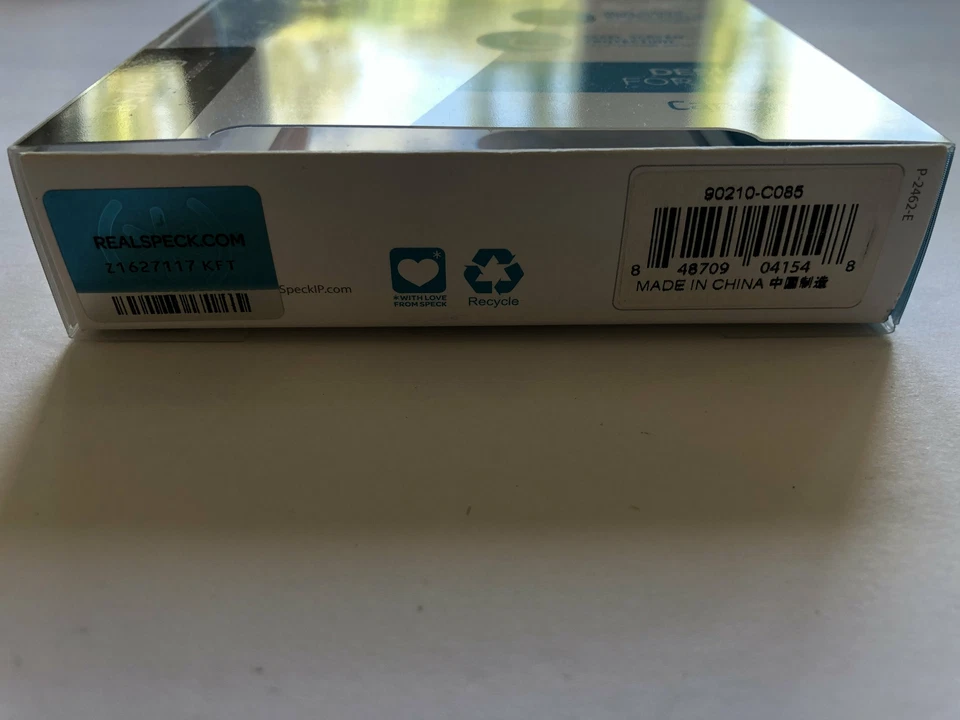 REALSPECK.COM
Z1627117 KFT
SpeckIP.com
*WITH LOVE
FROM SPECK
Recycle
90210-C085
8 48709 04154 8
MADE IN CHINA 中国制造
P-2462-E